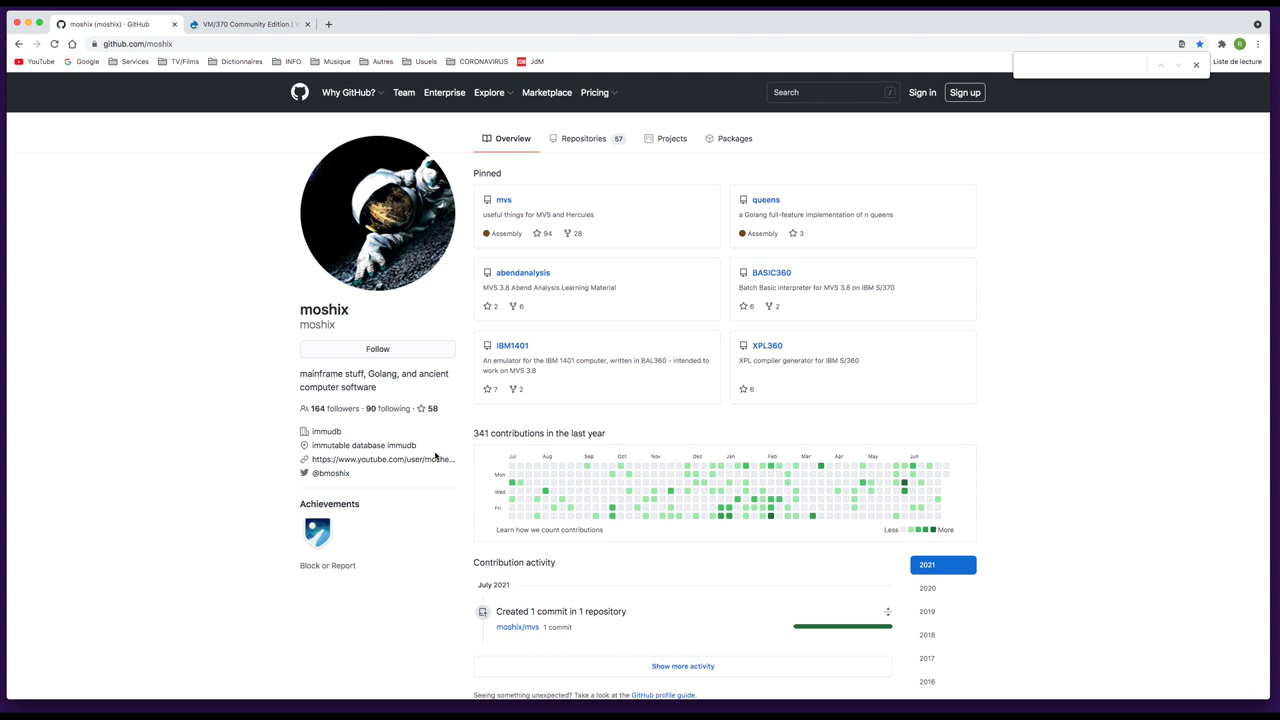 moshix (moshix) · GitHub
VM/370 Community Edition | V
github.com/moshix
YouTube
Google
Services
TV/Films
Dictionnaires
INFO
Musique
Autres
Usuels
CORONAVIRUS
JDM JdM
Liste de lecture
R
Why GitHub?
Team
Enterprise
Explore
Marketplace
Pricing
Search /
Sign in
Sign up
Overview
Repositories 57
Projects
Packages
moshix
moshix
Follow
mainframe stuff, Golang, and ancient
computer software
164 followers · 90 following · 58
immudb
immutable database immudb
https://www.youtube.com/user/moshe...
@bmoshix
Achievements
Block or Report
Pinned
mvs
useful things for MVS and Hercules
Assembly 94 28
queens
a Golang full-feature implementation of n queens
Assembly 3
abendanalysis
MVS 3.8 Abend Analysis Learning Material
2 6
BASIC360
Batch Basic interpreter for MVS 3.8 on IBM S/370
6 2
IBM1401
An emulator for the IBM 1401 computer, written in BAL360 - intended to
work on MVS 3.8
7 2
XPL360
XPL compiler generator for IBM S/360
6
341 contributions in the last year
Jul Aug Sep Oct Nov Dec Jan Feb Mar Apr May Jun
Mon
Wed
Fri
Learn how we count contributions
Less More
Contribution activity
July 2021
Created 1 commit in 1 repository
moshix/mvs 1 commit
Show more activity
Seeing something unexpected? Take a look at the GitHub profile guide.
2021
2020
2019
2018
2017
2016